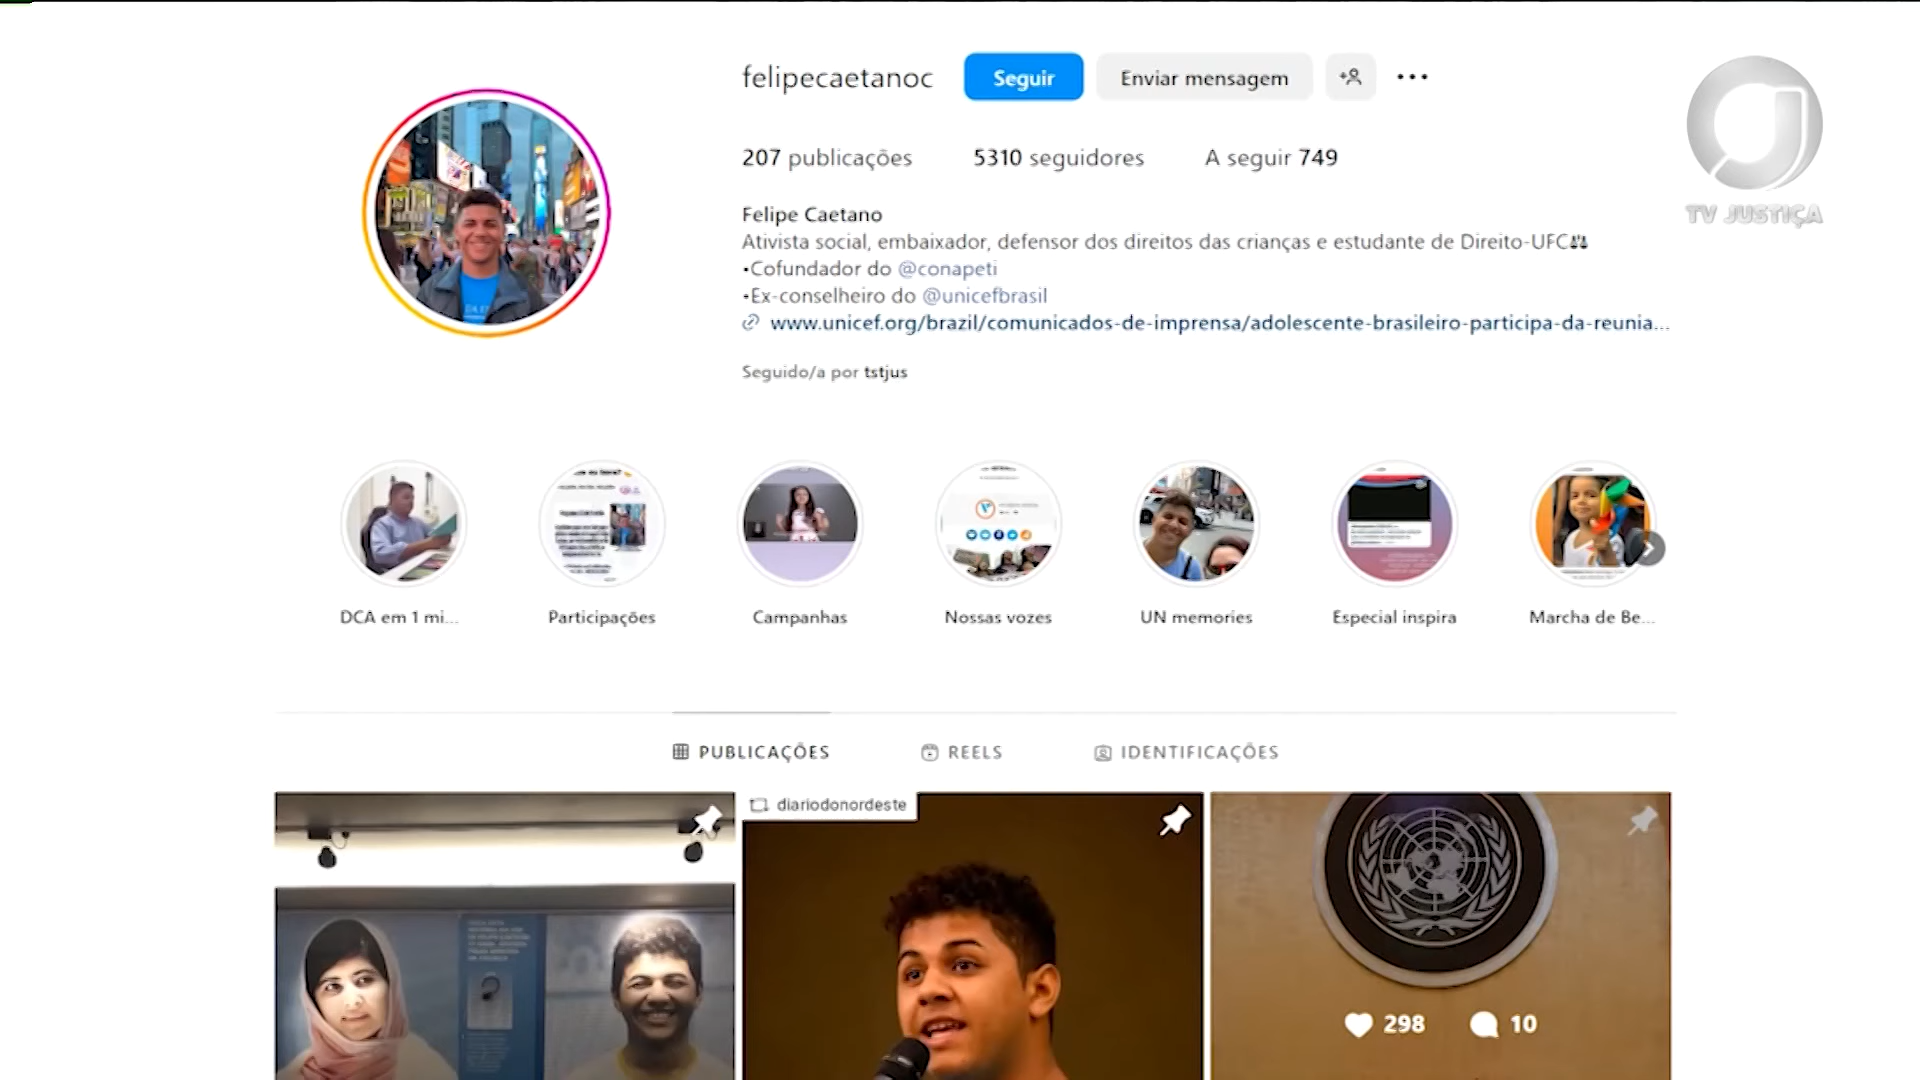 felipecaetanoc Seguir Enviar mensagem
TV JUSTIÇA
207 publicações 5310 seguidores A seguir 749
Felipe Caetano
Ativista social, embaixador, defensor dos direitos das crianças e estudante de Direito-UFC
•Cofundador do @conapeti
•Ex-conselheiro do @unicefbrasil
www.unicef.org/brazil/comunicados-de-imprensa/adolescente-brasileiro-participa-da-reunia...
Seguido/a por tstjus
DCA em 1 mi... Participações Campanhas Nossas vozes UN memories Especial inspira Marcha de Be...
PUBLICAÇÕES REELS IDENTIFICAÇÕES
diariodonordeste
298 10